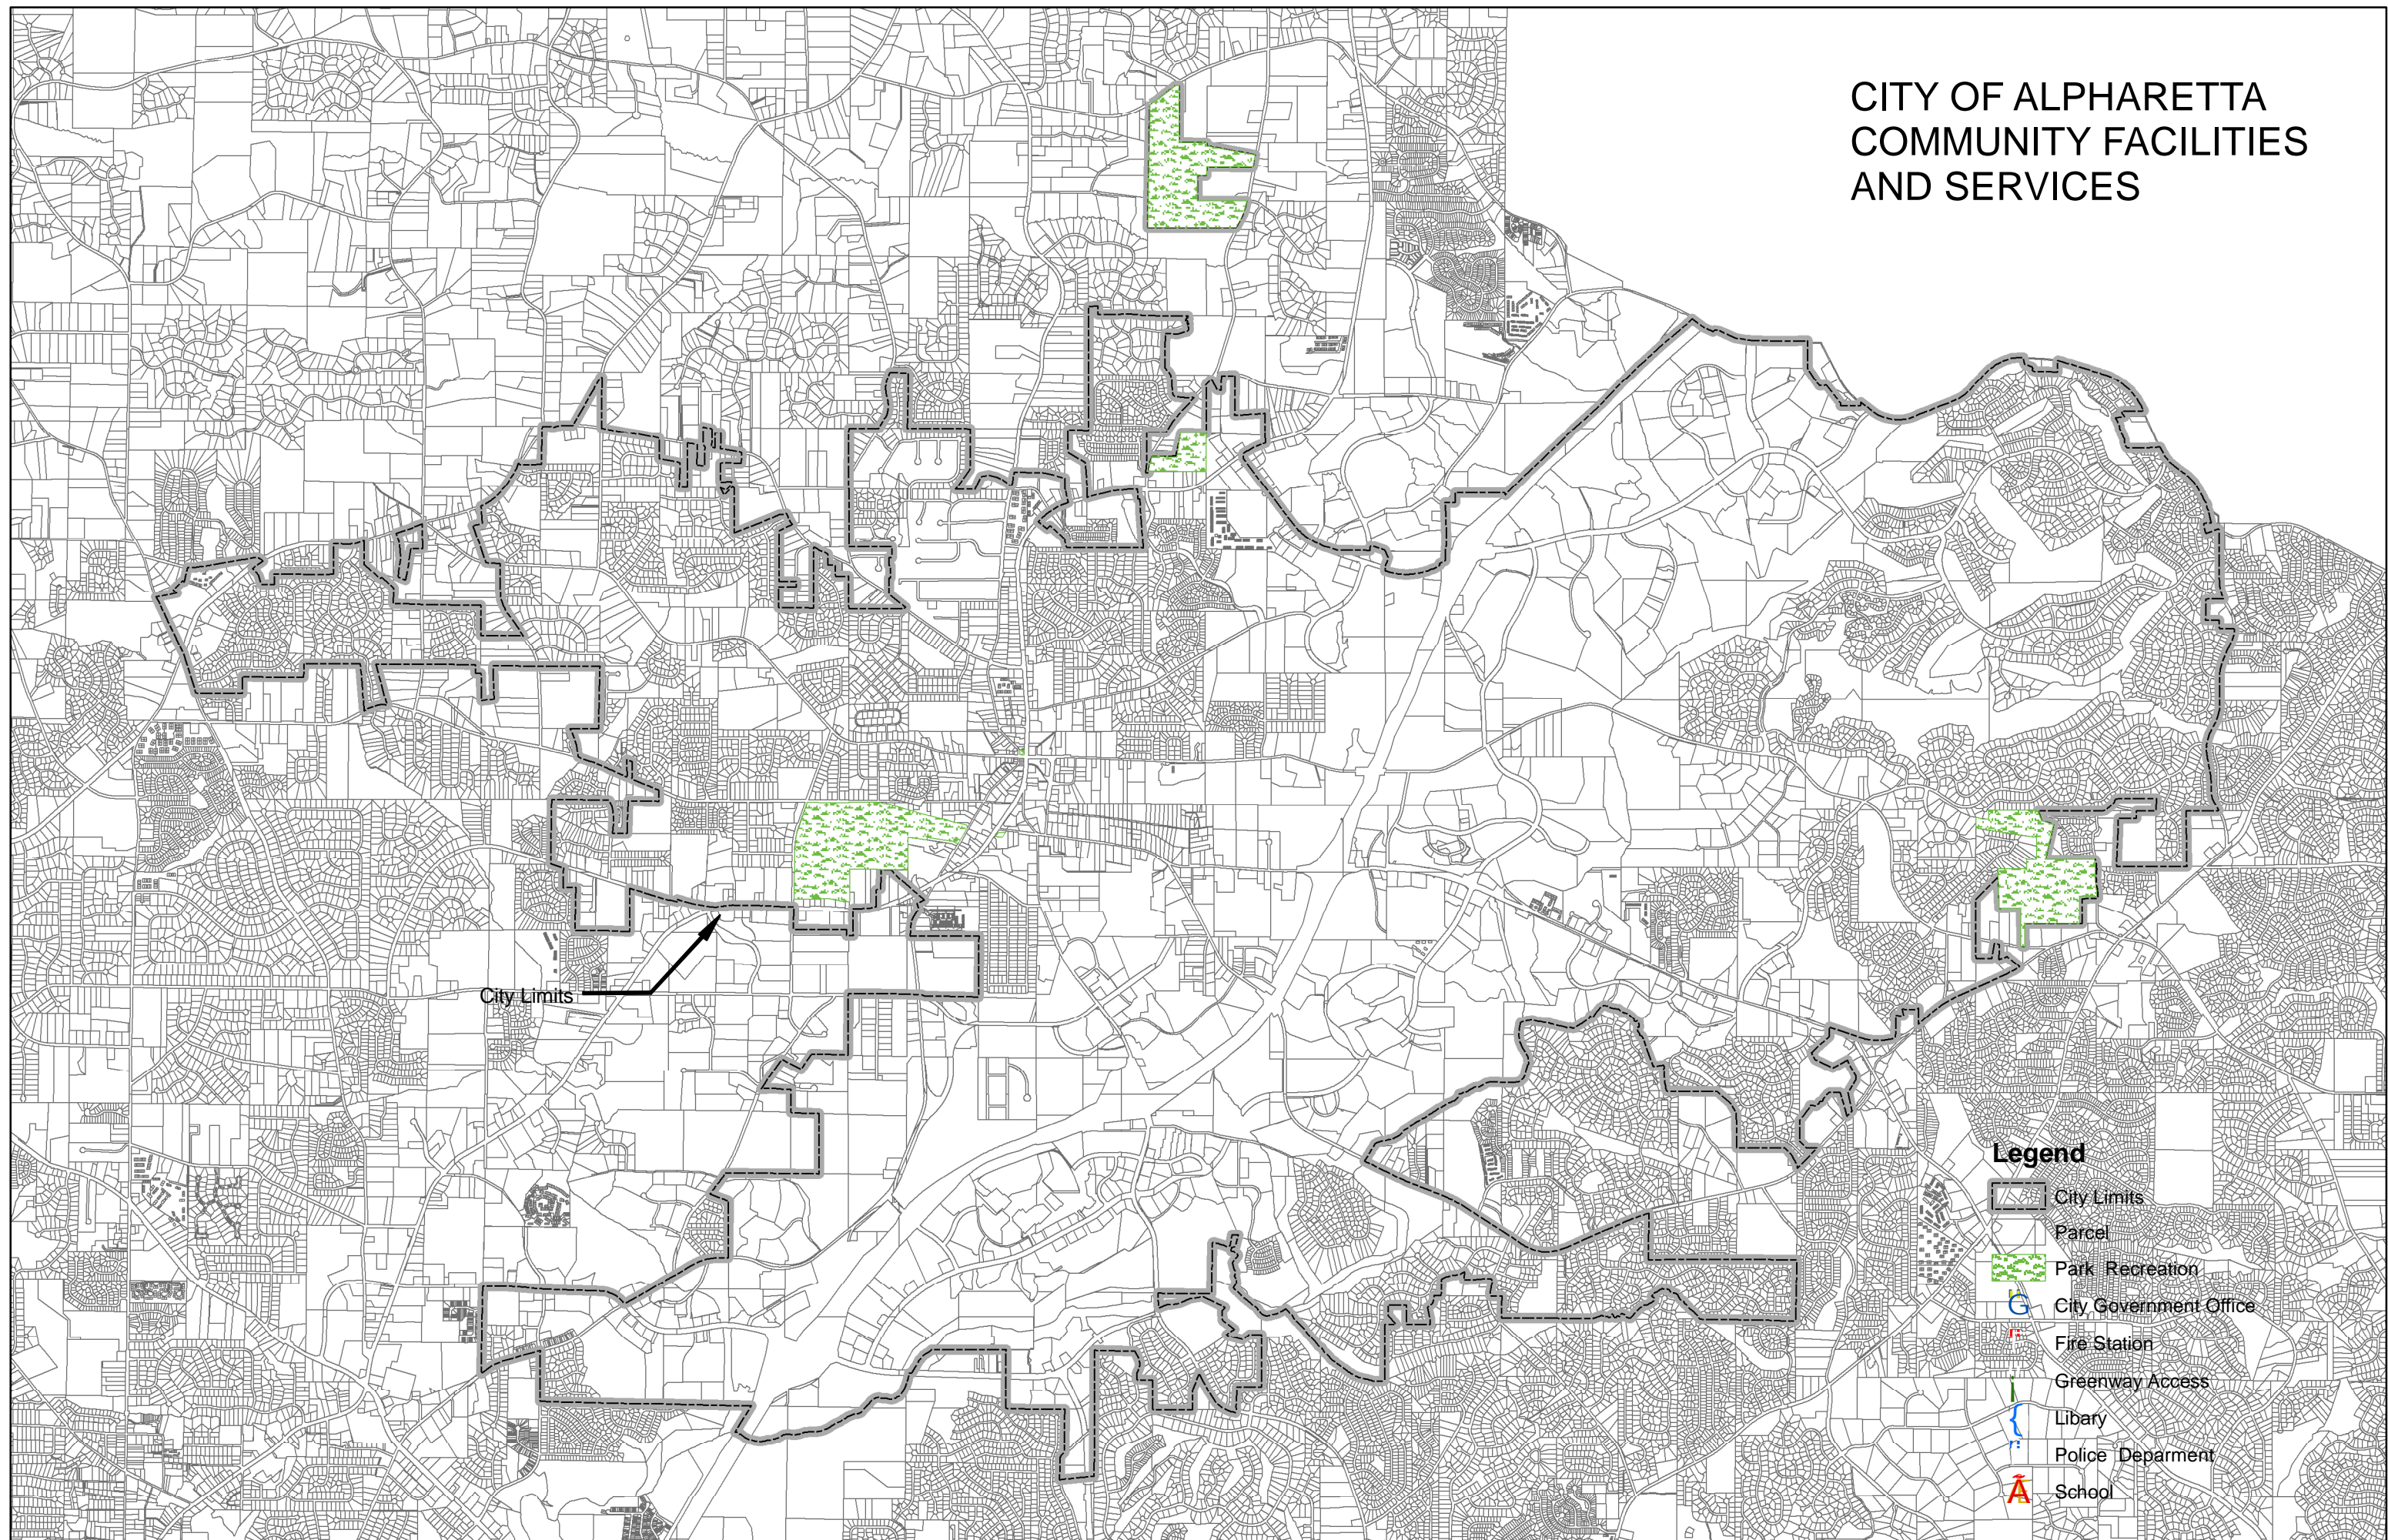 CITY OF ALPHARETTA
COMMUNITY FACILITIES
AND SERVICES
City Limits
Legend
City Limits
Parcel
Park Recreation
G City Government Office
Fire Station
Greenway Access
{ Libary
Police Deparment
Ã School